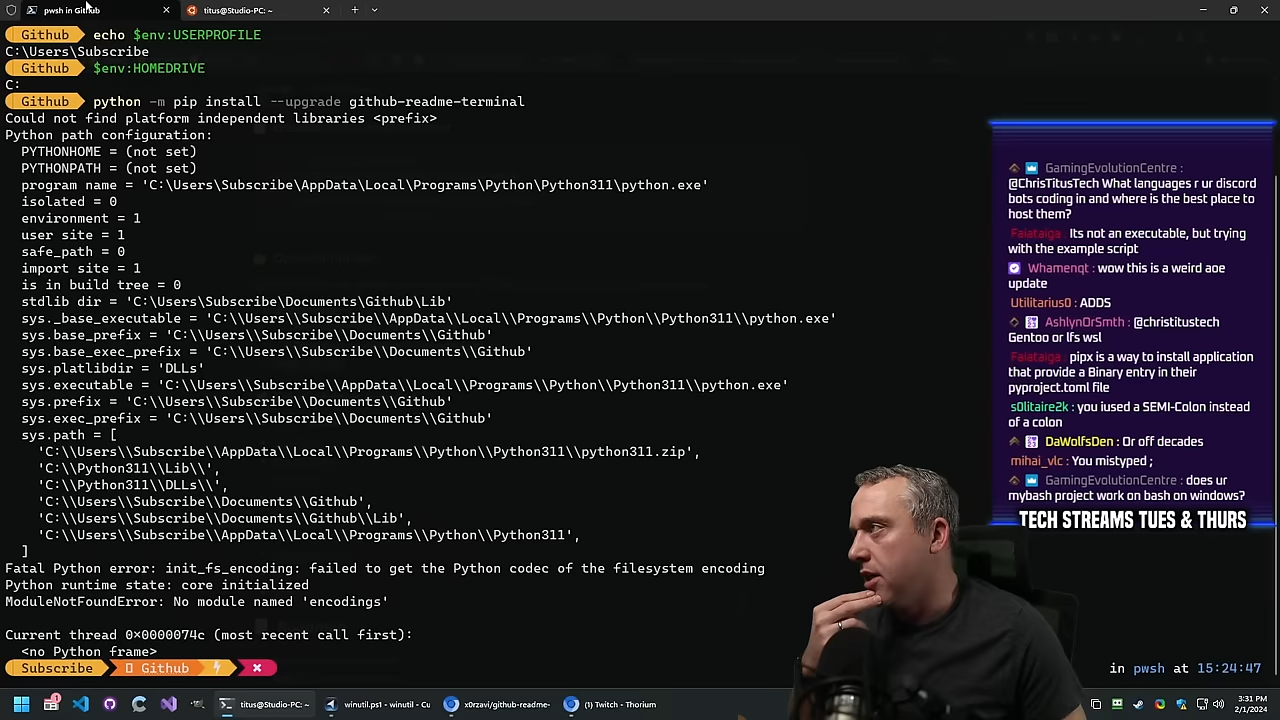 pwsh in Github
titus@Studio-PC: ~
Github echo $env:USERPROFILE
C:\Users\Subscribe
Github $env:HOMEDRIVE
C:
Github python -m pip install --upgrade github-readme-terminal
Could not find platform independent libraries <prefix>
Python path configuration:
PYTHONHOME = (not set)
PYTHONPATH = (not set)
program name = 'C:\Users\Subscribe\AppData\Local\Programs\Python\Python311\python.exe'
isolated = 0
environment = 1
user site = 1
safe_path = 0
import site = 1
is in build tree = 0
stdlib dir = 'C:\Users\Subscribe\Documents\Github\Lib'
sys._base_executable = 'C:\\Users\\Subscribe\\AppData\\Local\\Programs\\Python\\Python311\\python.exe'
sys.base_prefix = 'C:\\Users\\Subscribe\\Documents\\Github'
sys.base_exec_prefix = 'C:\\Users\\Subscribe\\Documents\\Github'
sys.platlibdir = 'DLLs'
sys.executable = 'C:\\Users\\Subscribe\\AppData\\Local\\Programs\\Python\\Python311\\python.exe'
sys.prefix = 'C:\\Users\\Subscribe\\Documents\\Github'
sys.exec_prefix = 'C:\\Users\\Subscribe\\Documents\\Github'
sys.path = [
'C:\\Users\\Subscribe\\AppData\\Local\\Programs\\Python\\Python311\\python311.zip',
'C:\\Python311\\Lib\\',
'C:\\Python311\\DLLs\\',
'C:\\Users\\Subscribe\\Documents\\Github',
'C:\\Users\\Subscribe\\Documents\\Github\\Lib',
'C:\\Users\\Subscribe\\AppData\\Local\\Programs\\Python\\Python311',
]
Fatal Python error: init_fs_encoding: failed to get the Python codec of the filesystem encoding
Python runtime state: core initialized
ModuleNotFoundError: No module named 'encodings'
Current thread 0x0000074c (most recent call first):
<no Python frame>
Subscribe Github
in pwsh at 15:24:47
GamingEvolutionCentre :
@ChrisTitusTech What languages r ur discord
bots coding in and where is the best place to
host them?
Faiataiga Its not an executable, but trying
with the example script
Whamenqt : wow this is a weird aoe
update
Utilitarius0 : ADDS
AshlynOrSmth : @christitustech
Gentoo or lfs wsl
Faiataiga : pipx is a way to install application
that provide a Binary entry in their
pyproject.toml file
s0litaire2k : you iused a SEMI-Colon instead
of a colon
DaWolfsDen : Or off decades
mihai_vlc : You mistyped ;
GamingEvolutionCentre : does ur
mybash project work on bash on windows?
TECH STREAMS TUES & THURS
titus@Studio-PC: ~
winutil.ps1 - winutil - Cu
x0rzavi/github-readme-
(1) Twitch - Thorium
3:31 PM
2/1/2024